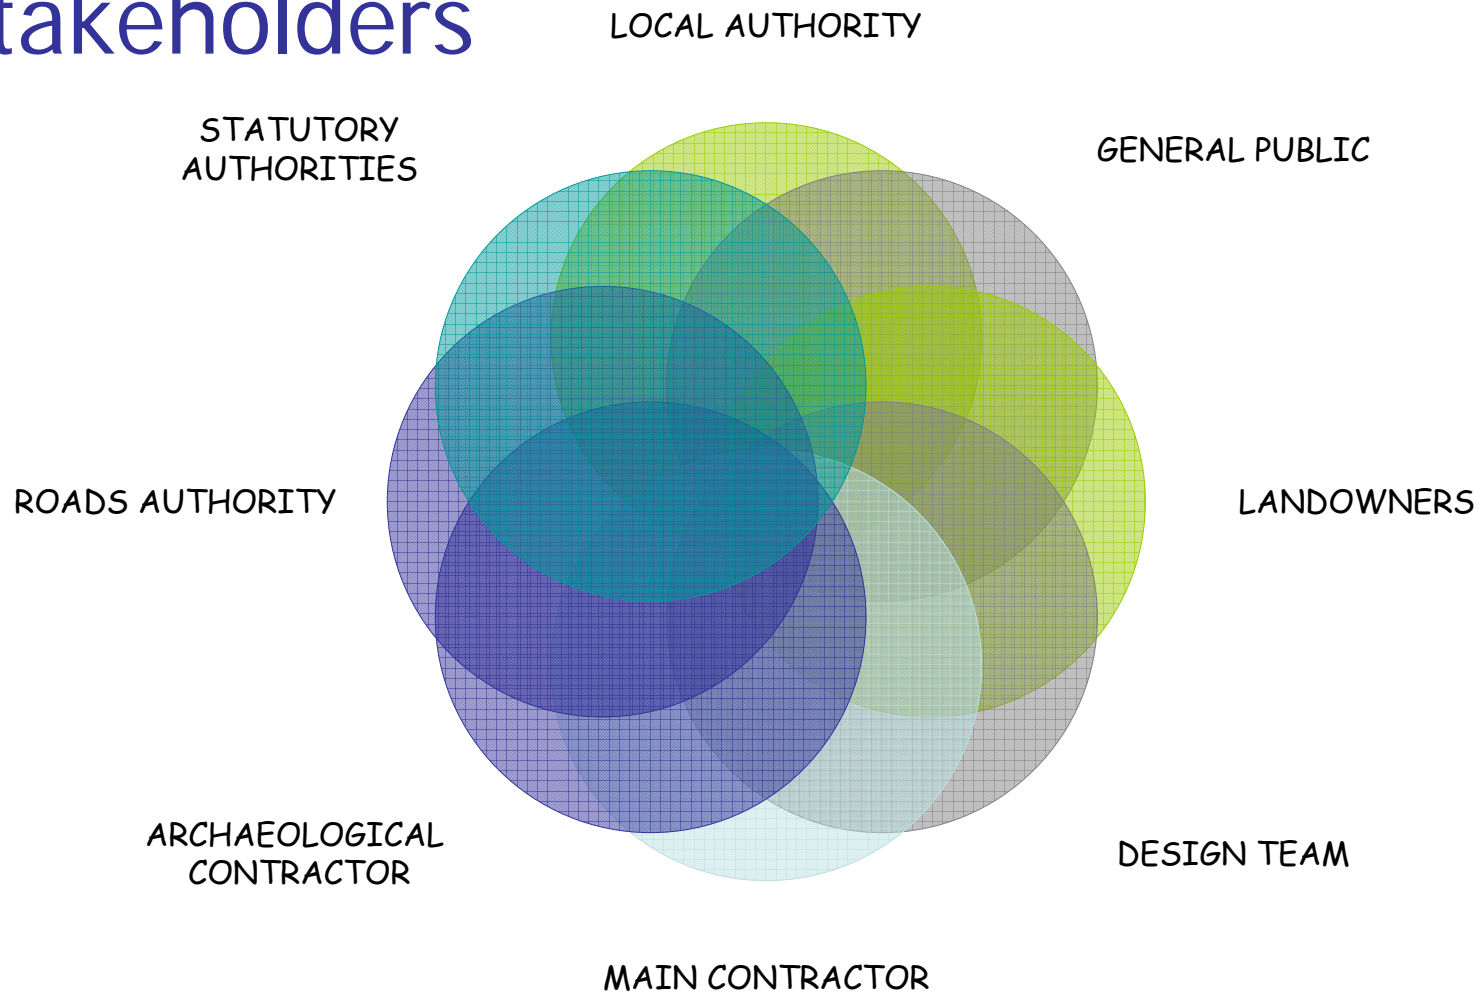 takeholders
LOCAL AUTHORITY
STATUTORY
AUTHORITIES
GENERAL PUBLIC
ROADS AUTHORITY
LANDOWNERS
ARCHAEOLOGICAL
CONTRACTOR
DESIGN TEAM
MAIN CONTRACTOR